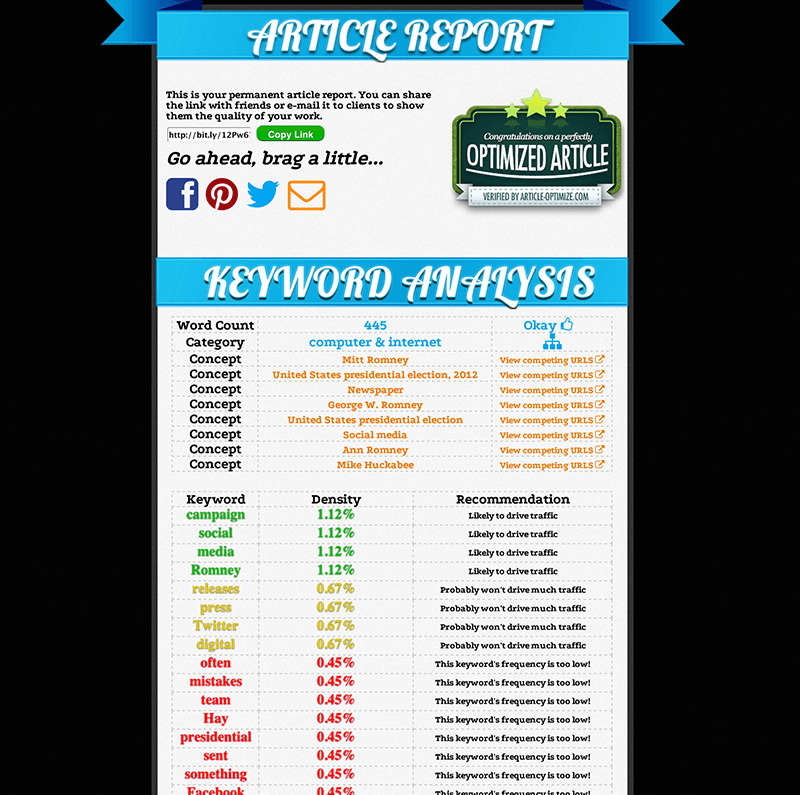 ARTICLE REPORT
This is your permanent article report. You can share
the link with friends or e-mail it to clients to show
them the quality of your work.
http://bit.ly/12Pw6 Copy Link
Go ahead, brag a little...
Congratulations on a perfectly
OPTIMIZED ARTICLE
VERIFIED BY ARTICLE-OPTIMIZE.COM
KEYWORD ANALYSIS
Word Count 445 Okay
Category computer & internet
Concept Mitt Romney View competing URLS
Concept United States presidential election, 2012 View competing URLS
Concept Newspaper View competing URLS
Concept George W. Romney View competing URLS
Concept United States presidential election View competing URLS
Concept Social media View competing URLS
Concept Ann Romney View competing URLS
Concept Mike Huckabee View competing URLS
Keyword Density Recommendation
campaign 1.12% Likely to drive traffic
social 1.12% Likely to drive traffic
media 1.12% Likely to drive traffic
Romney 1.12% Likely to drive traffic
releases 0.67% Probably won't drive much traffic
press 0.67% Probably won't drive much traffic
Twitter 0.67% Probably won't drive much traffic
digital 0.67% Probably won't drive much traffic
often 0.45% This keyword's frequency is too low!
mistakes 0.45% This keyword's frequency is too low!
team 0.45% This keyword's frequency is too low!
Hay 0.45% This keyword's frequency is too low!
presidential 0.45% This keyword's frequency is too low!
sent 0.45% This keyword's frequency is too low!
something 0.45% This keyword's frequency is too low!
Facebook 0.45% This keyword's frequency is too low!